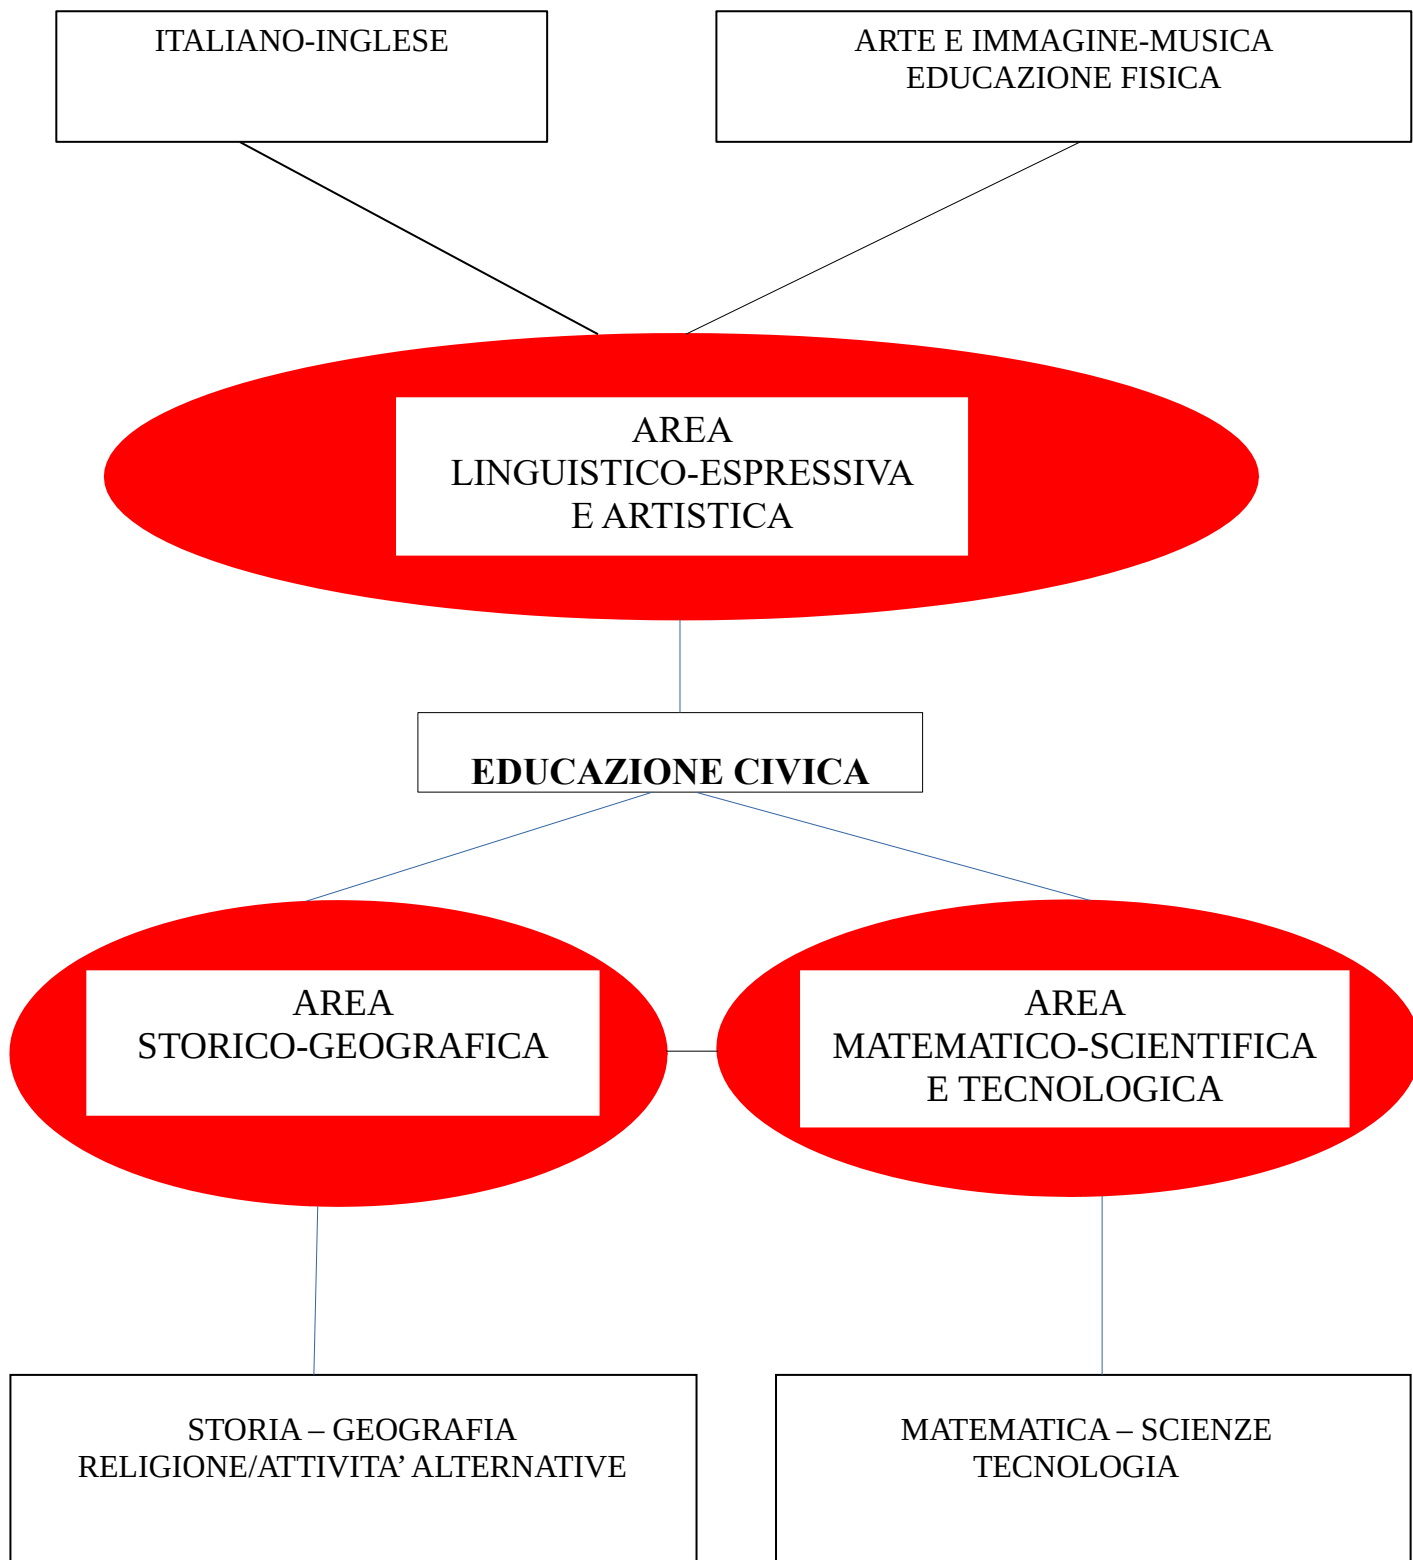 ITALIANO-INGLESE
ARTE E IMMAGINE-MUSICA
EDUCAZIONE FISICA
AREA
LINGUISTICO-ESPRESSIVA
E ARTISTICA
EDUCAZIONE CIVICA
AREA
STORICO-GEOGRAFICA
AREA
MATEMATICO-SCIENTIFICA
E TECNOLOGICA
STORIA – GEOGRAFIA
RELIGIONE/ATTIVITA’ ALTERNATIVE
MATEMATICA – SCIENZE
TECNOLOGIA